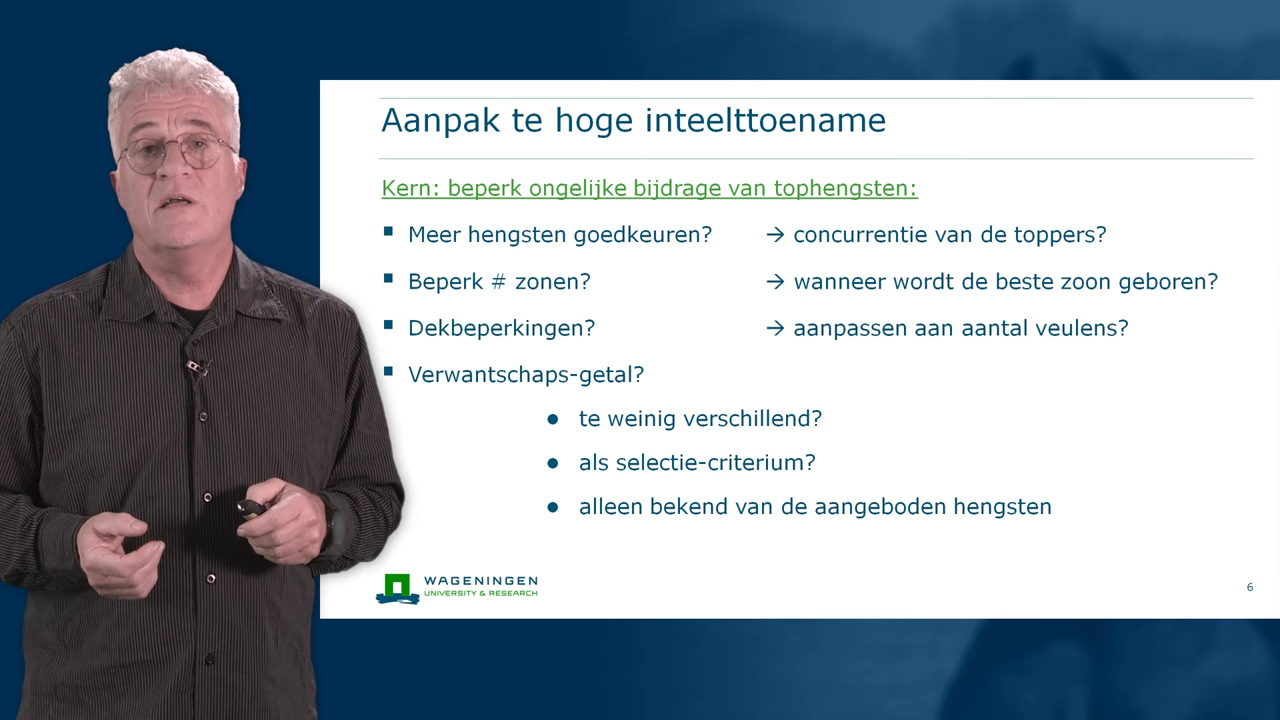 Aanpak te hoge inteelttoename
Kern: beperk ongelijke bijdrage van tophengsten:
▪ Meer hengsten goedkeuren? → concurrentie van de toppers?
▪ Beperk # zonen? → wanneer wordt de beste zoon geboren?
▪ Dekbeperkingen? → aanpassen aan aantal veulens?
▪ Verwantschaps-getal?
● te weinig verschillend?
● als selectie-criterium?
● alleen bekend van de aangeboden hengsten
WAGENINGEN
UNIVERSITY & RESEARCH
6